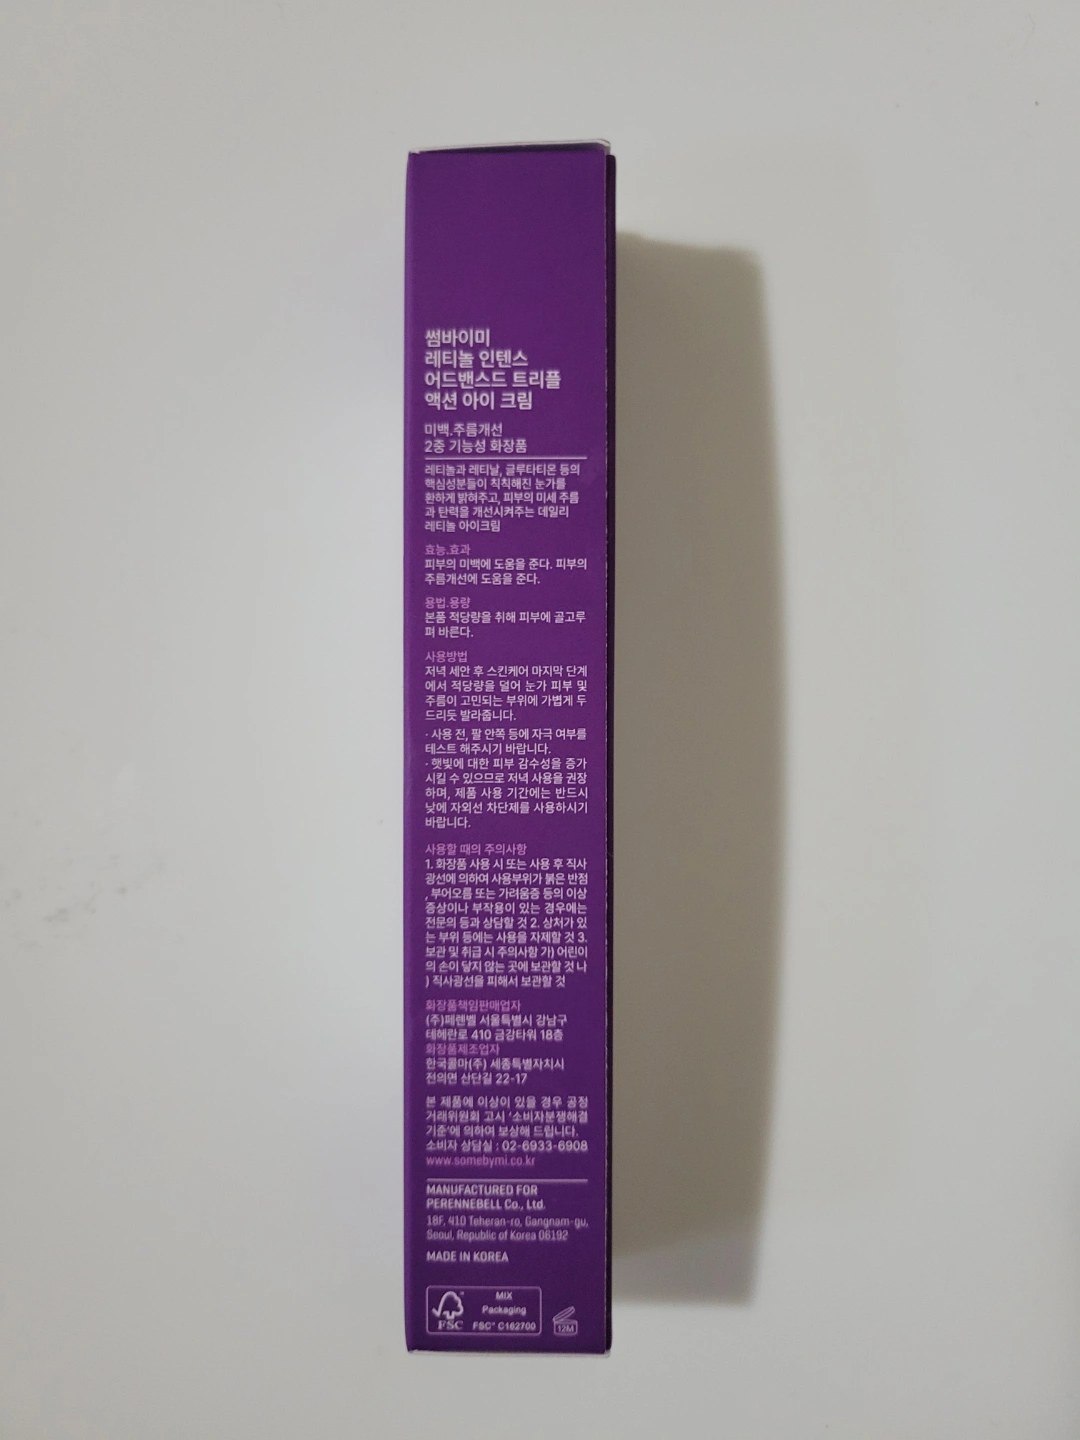 썸바이미
레티놀 인텐스
어드밴스드 트리플
액션 아이 크림
미백.주름개선
2중 기능성 화장품
레티놀과 레티날, 글루타티온 등의
핵심성분들이 칙칙해진 눈가를
환하게 밝혀주고, 피부의 미세 주름
과 탄력을 개선시켜주는 데일리
레티놀 아이크림
효능.효과
피부의 미백에 도움을 준다. 피부의
주름개선에 도움을 준다.
용법.용량
본품 적당량을 취해 피부에 골고루
펴 바른다.
사용방법
저녁 세안 후 스킨케어 마지막 단계
에서 적당량을 덜어 눈가 피부 및
주름이 고민되는 부위에 가볍게 두
드리듯 발라줍니다.
· 사용 전, 팔 안쪽 등에 자극 여부를
테스트 해주시기 바랍니다.
· 햇빛에 대한 피부 감수성을 증가
시킬 수 있으므로 저녁 사용을 권장
하며, 제품 사용 기간에는 반드시
낮에 자외선 차단제를 사용하시기
바랍니다.
사용할 때의 주의사항
1. 화장품 사용 시 또는 사용 후 직사
광선에 의하여 사용부위가 붉은 반점
, 부어오름 또는 가려움증 등의 이상
증상이나 부작용이 있는 경우에는
전문의 등과 상담할 것 2. 상처가 있
는 부위 등에는 사용을 자제할 것 3.
보관 및 취급 시 주의사항 가) 어린이
의 손이 닿지 않는 곳에 보관할 것 나
) 직사광선을 피해서 보관할 것
화장품책임판매업자
(주)페렌벨 서울특별시 강남구
테헤란로 410 금강타워 18층
화장품제조업자
한국콜마(주) 세종특별자치시
전의면 산단길 22-17
본 제품에 이상이 있을 경우 공정
거래위원회 고시 '소비자분쟁해결
기준'에 의하여 보상해 드립니다.
소비자 상담실 : 02-6933-6908
www.somebymi.co.kr
MANUFACTURED FOR
PERENNEBELL Co., Ltd.
18F, 410 Teheran-ro, Gangnam-gu,
Seoul, Republic of Korea 06192
MADE IN KOREA
MIX
Packaging
FSC FSC® C162700
12M